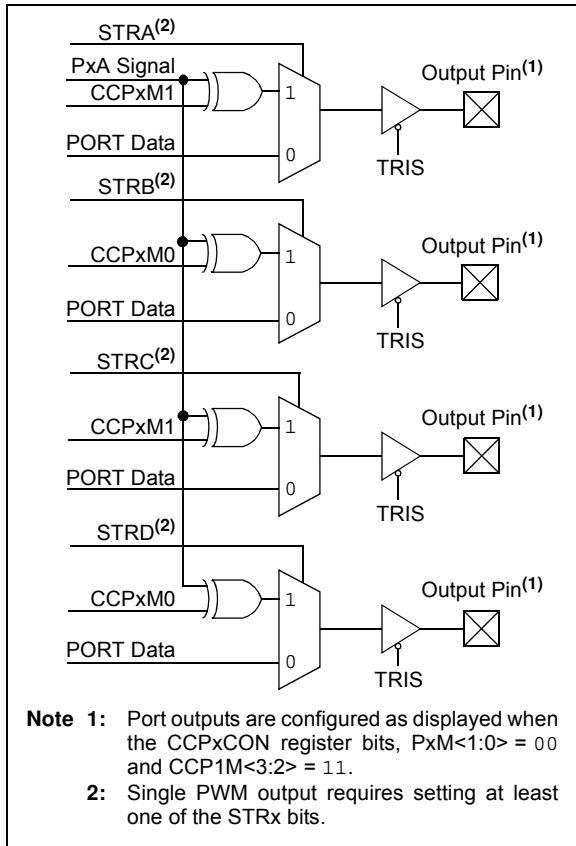 STRA(2)
PxA Signal
CCPxM1
1
Output Pin(1)
PORT Data
0
TRIS
STRB(2)
CCPxM0
1
Output Pin(1)
PORT Data
0
TRIS
STRC(2)
CCPxM1
1
Output Pin(1)
PORT Data
0
TRIS
STRD(2)
CCPxM0
1
Output Pin(1)
PORT Data
0
TRIS
Note 1: Port outputs are configured as displayed when
the CCPxCON register bits, PxM<1:0> = 00
and CCP1M<3:2> = 11.
2: Single PWM output requires setting at least
one of the STRx bits.